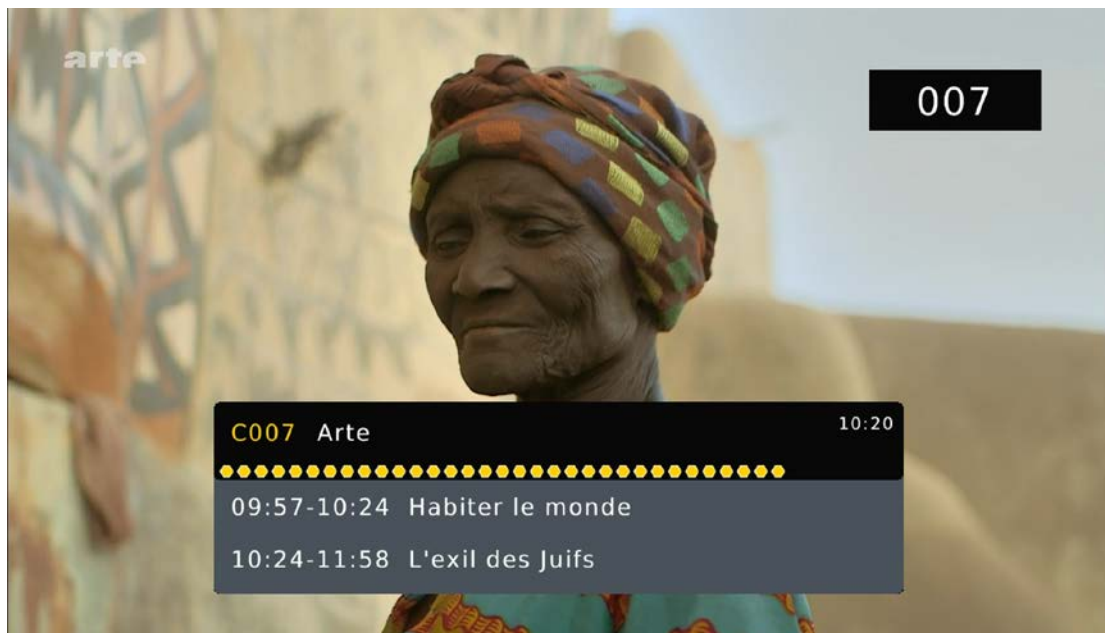 arte
007
C007 Arte
10:20
09:57-10:24 Habiter le monde
10:24-11:58 L'exil des Juifs